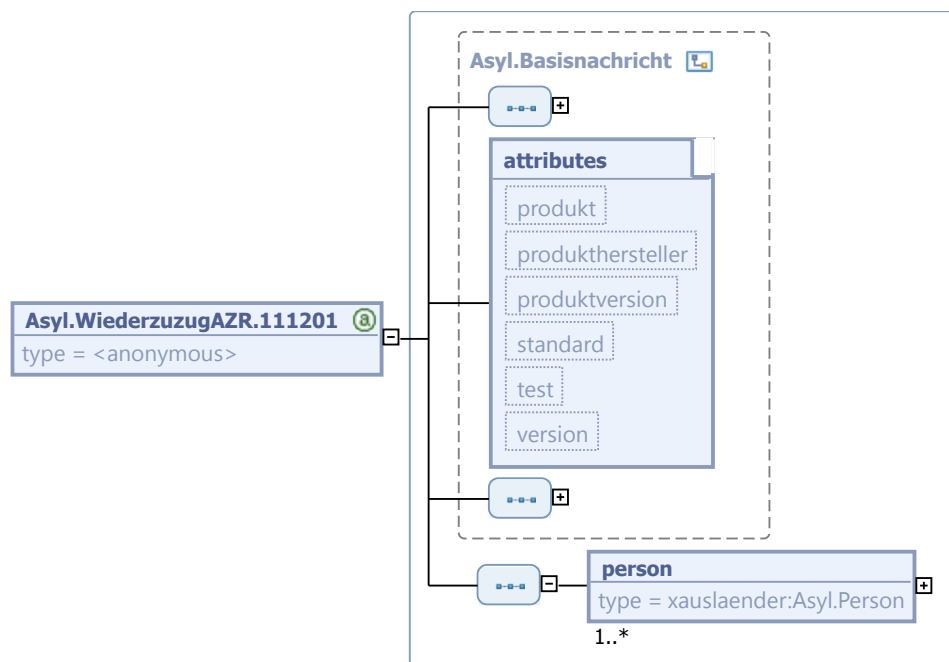 Asyl.Basisnachricht
attributes
produkt
produkthersteller
produktversion
standard
test
version
Asyl.WiederzuzugAZR.111201
type = <anonymous>
person
type = xauslaender:Asyl.Person
1..*